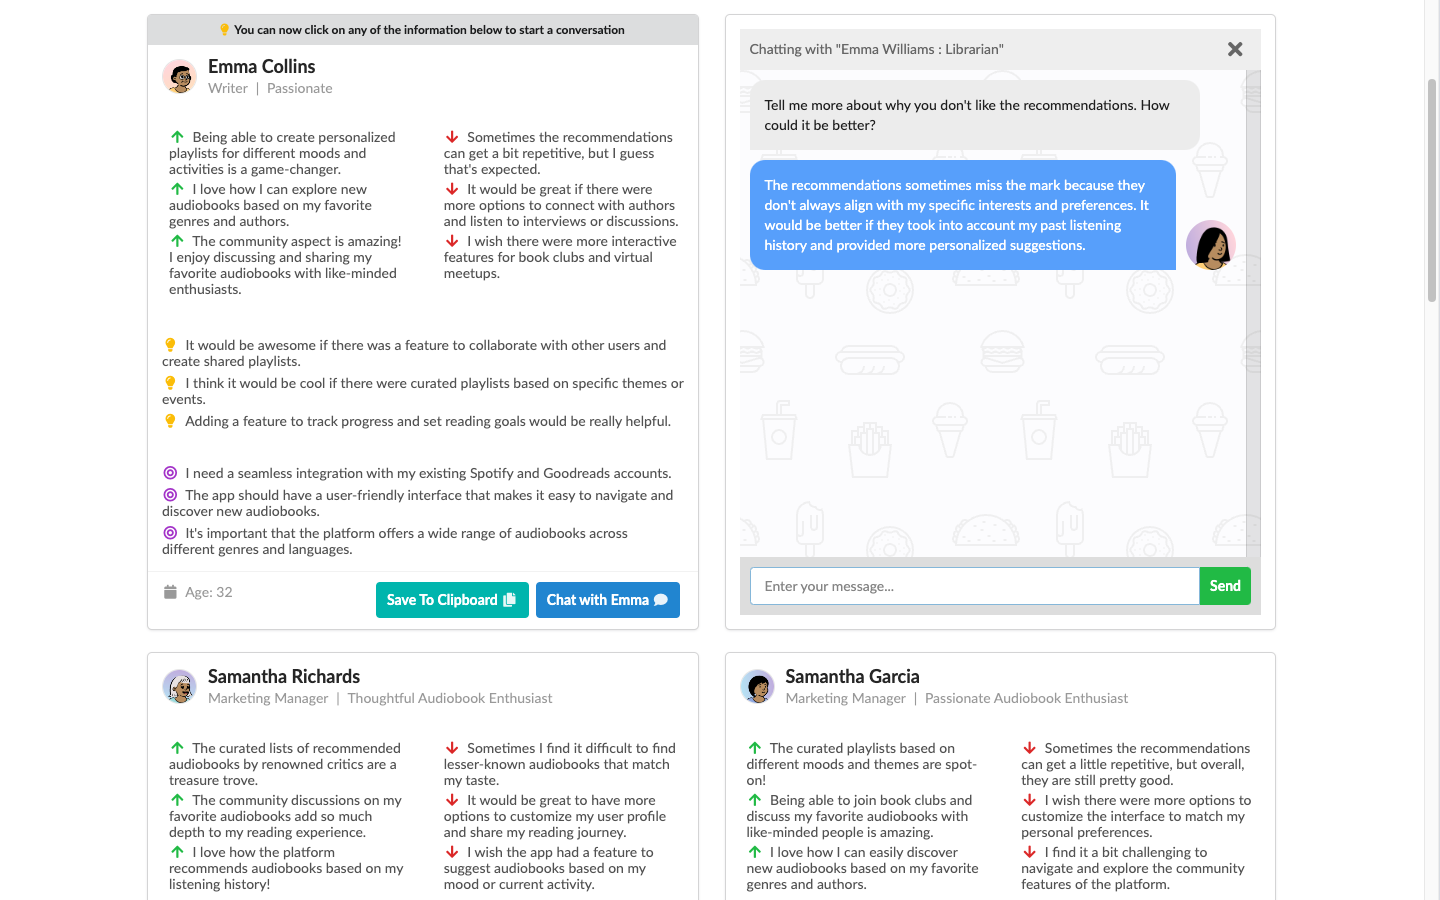 You can now click on any of the information below to start a conversation
Emma Collins
Writer | Passionate
Being able to create personalized
playlists for different moods and
activities is a game-changer.
I love how I can explore new
audiobooks based on my favorite
genres and authors.
The community aspect is amazing!
I enjoy discussing and sharing my
favorite audiobooks with like-minded
enthusiasts.
Sometimes the recommendations
can get a bit repetitive, but I guess
that's expected.
It would be great if there were
more options to connect with authors
and listen to interviews or discussions.
I wish there were more interactive
features for book clubs and virtual
meetups.
It would be awesome if there was a feature to collaborate with other users and
create shared playlists.
I think it would be cool if there were curated playlists based on specific themes or
events.
Adding a feature to track progress and set reading goals would be really helpful.
I need a seamless integration with my existing Spotify and Goodreads accounts.
The app should have a user-friendly interface that makes it easy to navigate and
discover new audiobooks.
It's important that the platform offers a wide range of audiobooks across
different genres and languages.
Age: 32
Save To Clipboard
Chat with Emma
Chatting with "Emma Williams : Librarian"
Tell me more about why you don't like the recommendations. How
could it be better?
The recommendations sometimes miss the mark because they
don't always align with my specific interests and preferences. It
would be better if they took into account my past listening
history and provided more personalized suggestions.
Enter your message...
Send
Samantha Richards
Marketing Manager | Thoughtful Audiobook Enthusiast
The curated lists of recommended
audiobooks by renowned critics are a
treasure trove.
The community discussions on my
favorite audiobooks add so much
depth to my reading experience.
I love how the platform
recommends audiobooks based on my
listening history!
Sometimes I find it difficult to find
lesser-known audiobooks that match
my taste.
It would be great to have more
options to customize my user profile
and share my reading journey.
I wish the app had a feature to
suggest audiobooks based on my
mood or current activity.
Samantha Garcia
Marketing Manager | Passionate Audiobook Enthusiast
The curated playlists based on
different moods and themes are spot-
on!
Being able to join book clubs and
discuss my favorite audiobooks with
like-minded people is amazing.
I love how I can easily discover
new audiobooks based on my favorite
genres and authors.
Sometimes the recommendations
can get a little repetitive, but overall,
they are still pretty good.
I wish there were more options to
customize the interface to match my
personal preferences.
I find it a bit challenging to
navigate and explore the community
features of the platform.